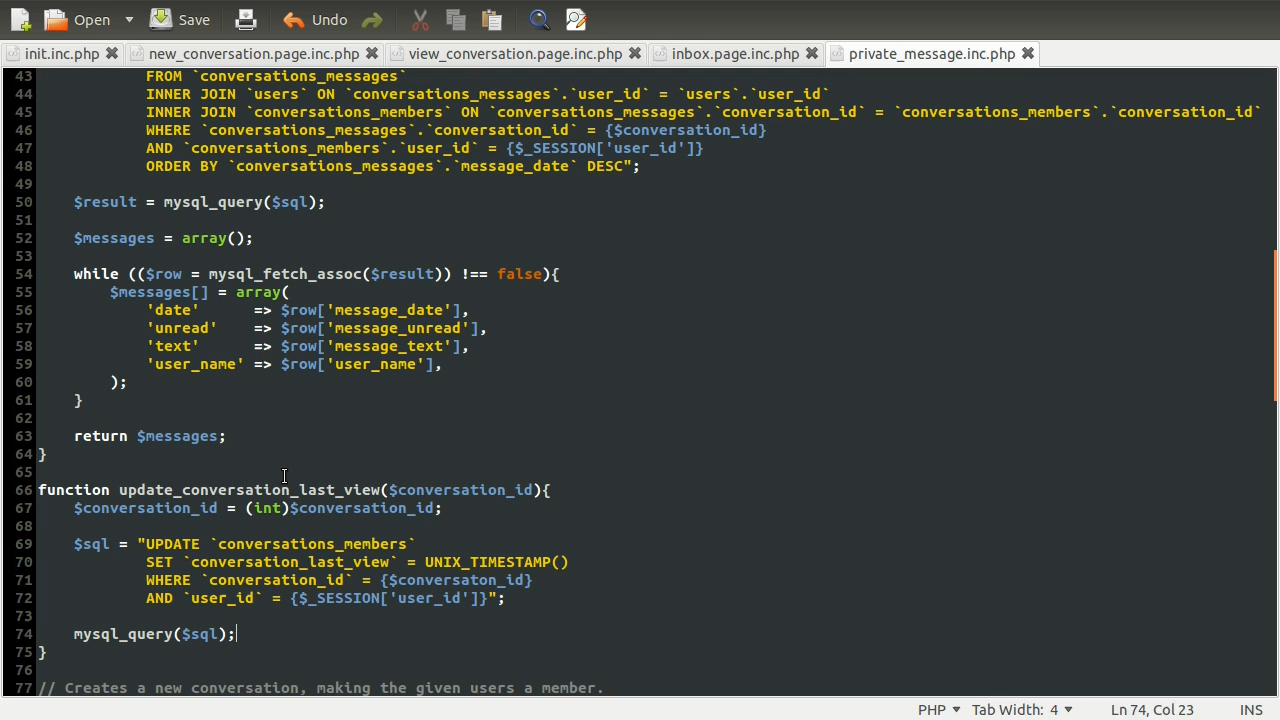 Open Save Undo
init.inc.php new_conversation.page.inc.php view_conversation.page.inc.php inbox.page.inc.php private_message.inc.php
43 FROM `conversations_messages`
44 INNER JOIN `users` ON `conversations_messages`.`user_id` = `users`.`user_id`
45 INNER JOIN `conversations_members` ON `conversations_messages`.`conversation_id` = `conversations_members`.`conversation_id`
46 WHERE `conversations_messages`.`conversation_id` = {$conversation_id}
47 AND `conversations_members`.`user_id` = {$_SESSION['user_id']}
48 ORDER BY `conversations_messages`.`message_date` DESC";
49
50 $result = mysql_query($sql);
51
52 $messages = array();
53
54 while (($row = mysql_fetch_assoc($result)) !== false){
55 $messages[] = array(
56 'date' => $row['message_date'],
57 'unread' => $row['message_unread'],
58 'text' => $row['message_text'],
59 'user_name' => $row['user_name'],
60 );
61 }
62
63 return $messages;
64 }
65
66 function update_conversation_last_view($conversation_id){
67 $conversation_id = (int)$conversation_id;
68
69 $sql = "UPDATE `conversations_members`
70 SET `conversation_last_view` = UNIX_TIMESTAMP()
71 WHERE `conversation_id` = {$conversaton_id}
72 AND `user_id` = {$_SESSION['user_id']}";
73
74 mysql_query($sql);
75 }
76
77 // Creates a new conversation, making the given users a member.
PHP Tab Width: 4 Ln 74, Col 23 INS